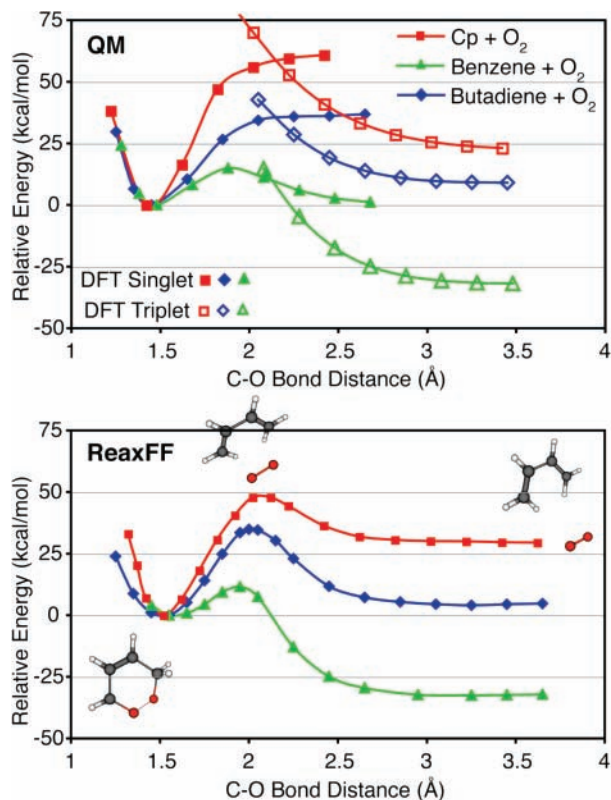 QM
Cp + O2
Benzene + O2
Butadiene + O2
75
50
25
0
-25
-50
Relative Energy (kcal/mol)
DFT Singlet
DFT Triplet
1 1.5 2 2.5 3 3.5 4
C-O Bond Distance (Å)
ReaxFF
75
50
25
0
-25
-50
Relative Energy (kcal/mol)
1 1.5 2 2.5 3 3.5 4
C-O Bond Distance (Å)